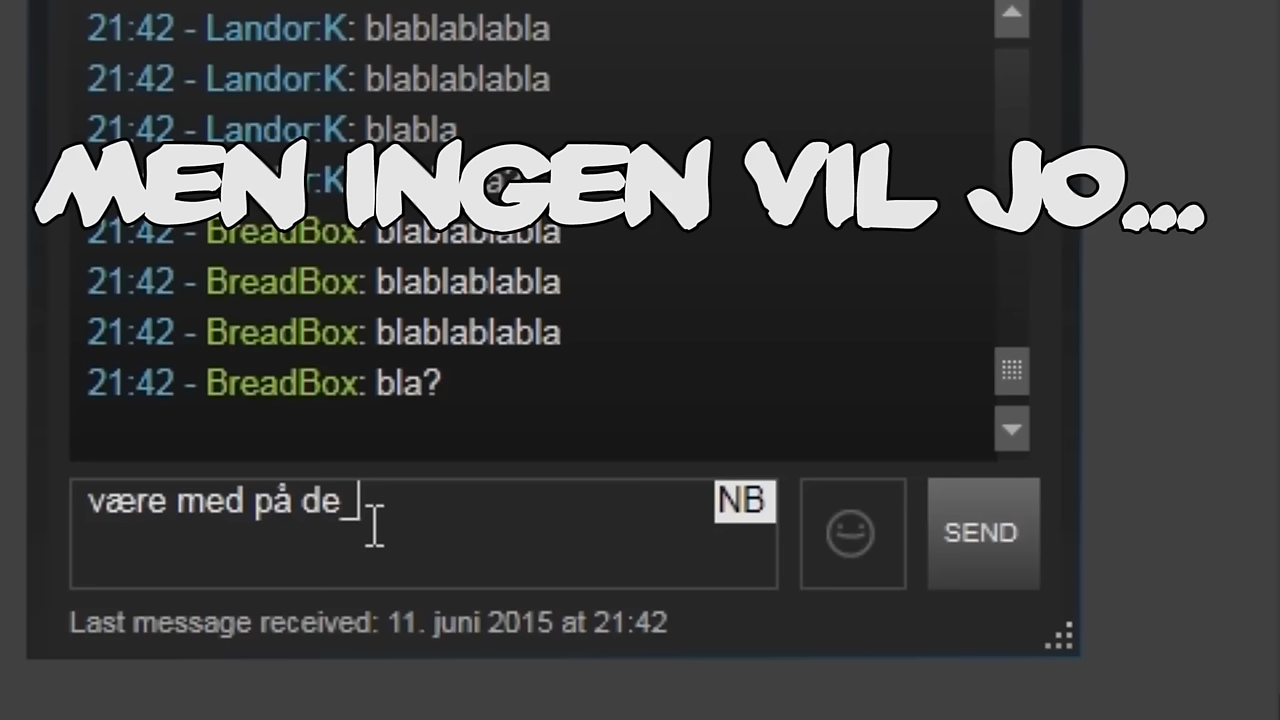 21:42 - Landor:K: blablablabla
21:42 - Landor:K: blablablabla
21:42 - Landor:K: blabla
MEN INGEN VIL JO...
21:42 - BreadBox: blablablabla
21:42 - BreadBox: blablablabla
21:42 - BreadBox: blablablabla
21:42 - BreadBox: bla?
være med på de_
NB
SEND
Last message received: 11. juni 2015 at 21:42